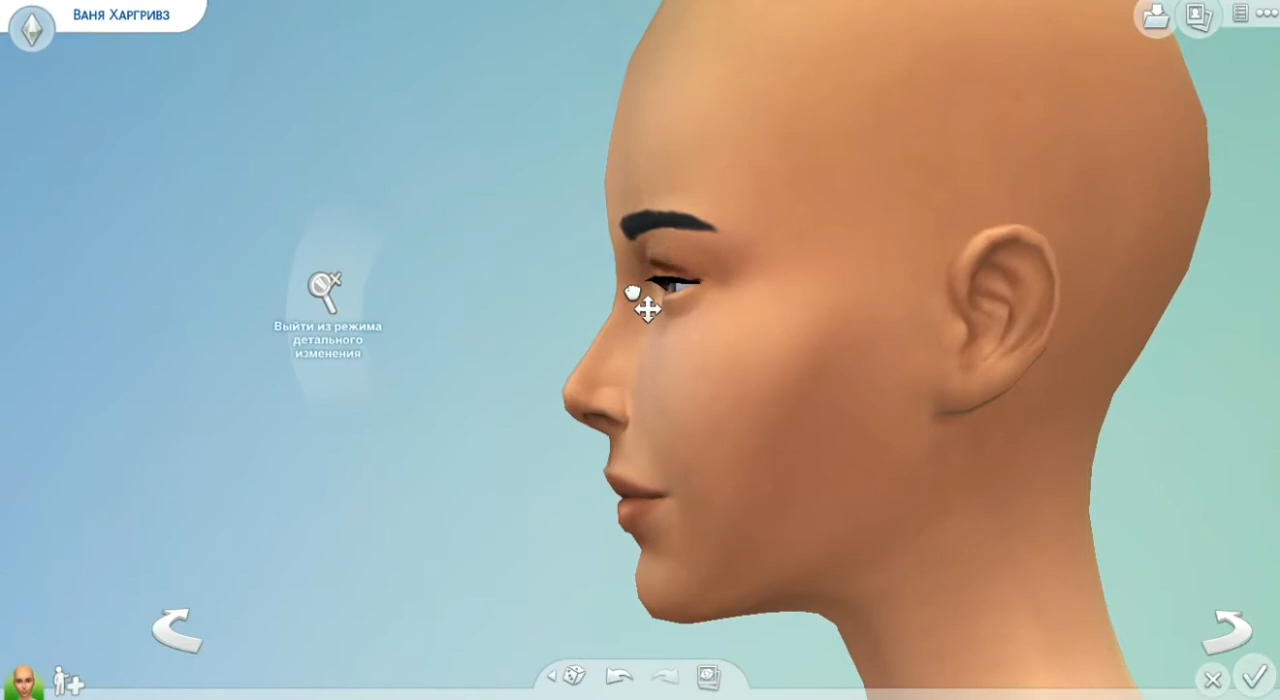 Ваня Харгривз
Выйти из режима
детального
изменения